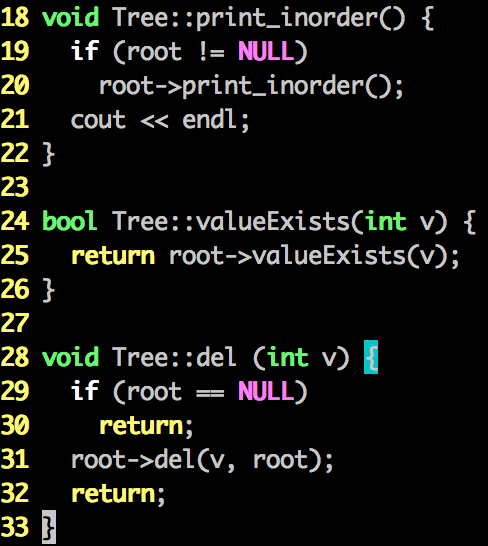 18 void Tree::print_inorder() {
19   if (root != NULL)
20     root->print_inorder();
21   cout << endl;
22 }
23
24 bool Tree::valueExists(int v) {
25   return root->valueExists(v);
26 }
27
28 void Tree::del (int v) {
29   if (root == NULL)
30     return;
31   root->del(v, root);
32   return;
33 }